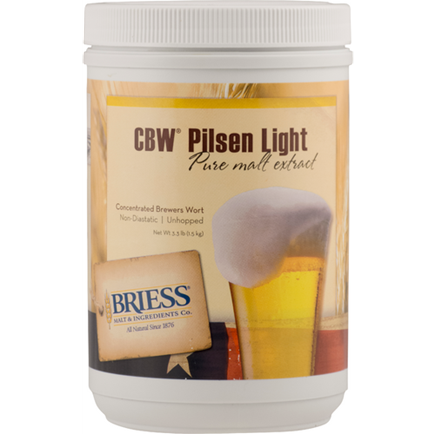 CBW® Pilsen Light
Pure malt extract
Concentrated Brewers Wort
Non-Diastatic | Unhopped
Net Wt 3.3 lb (1.5 kg)
BRIESS®
MALT & INGREDIENTS Co.
All Natural Since 1876